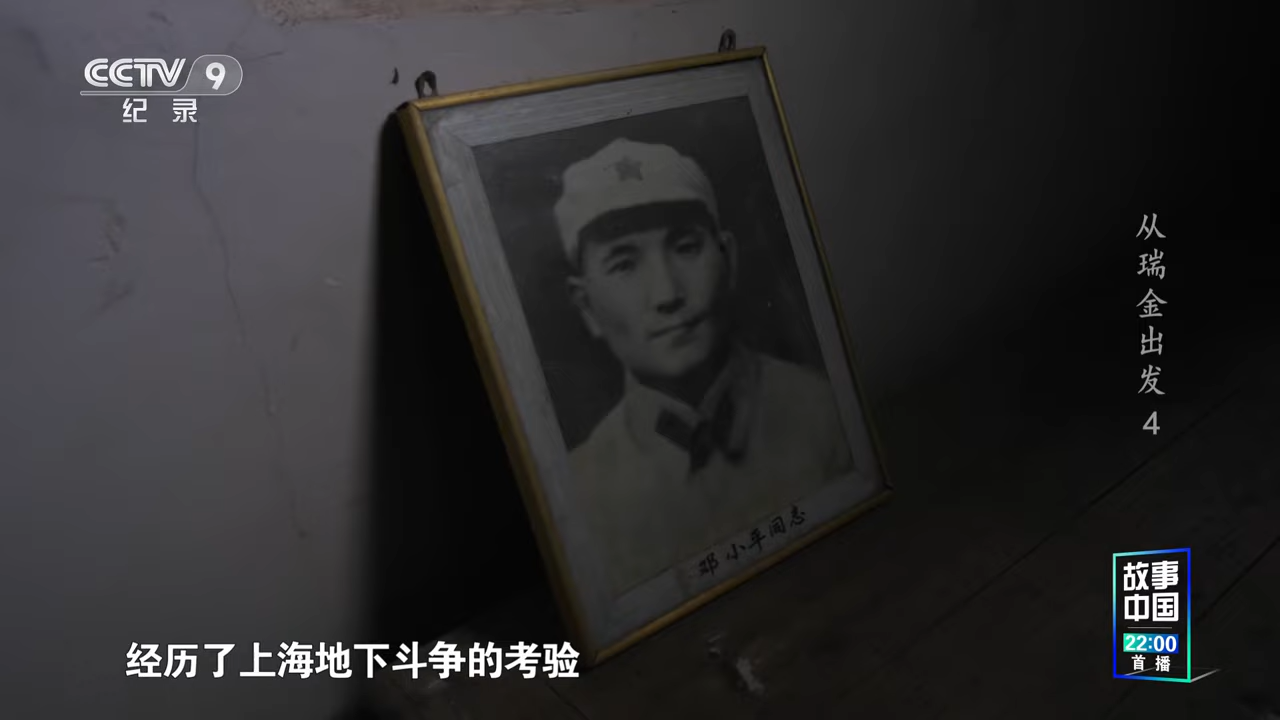 CCTV 9
纪录
从瑞金出发 4
邓小平同志
故事
中国
22:00
首播
经历了上海地下斗争的考验